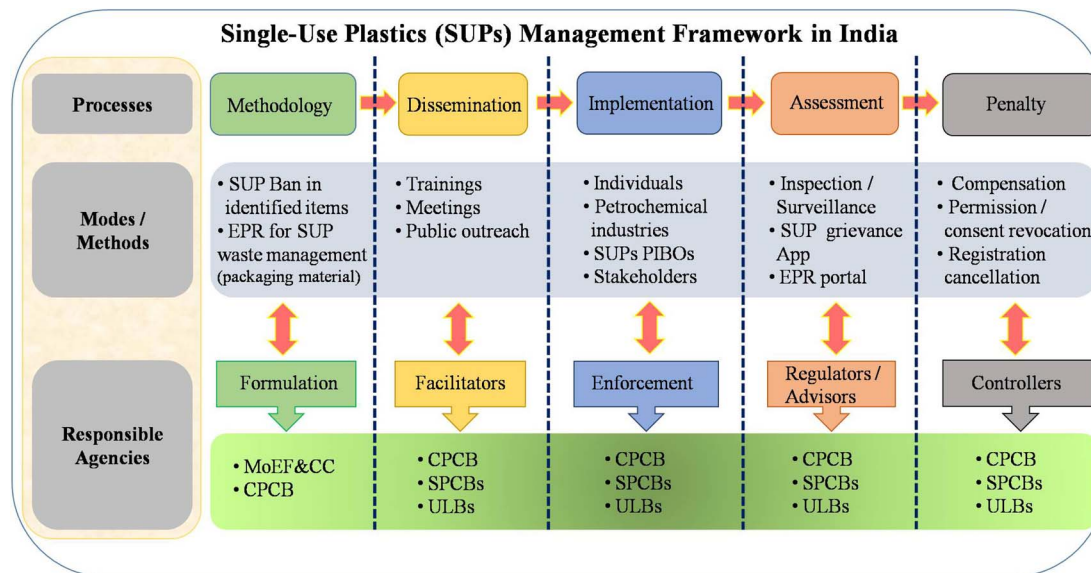 Single-Use Plastics (SUPs) Management Framework in India
Processes
Methodology
Dissemination
Implementation
Assessment
Penalty
Modes /
Methods
• SUP Ban in
identified items
• EPR for SUP
waste management
(packaging material)
• Trainings
• Meetings
• Public outreach
• Individuals
• Petrochemical
industries
• SUPs PIBOs
• Stakeholders
• Inspection /
Surveillance
• SUP grievance
App
• EPR portal
• Compensation
• Permission /
consent revocation
• Registration
cancellation
Responsible
Agencies
Formulation
Facilitators
Enforcement
Regulators /
Advisors
Controllers
• MoEF&CC
• CPCB
• CPCB
• SPCBs
• ULBs
• CPCB
• SPCBs
• ULBs
• CPCB
• SPCBs
• ULBs
• CPCB
• SPCBs
• ULBs